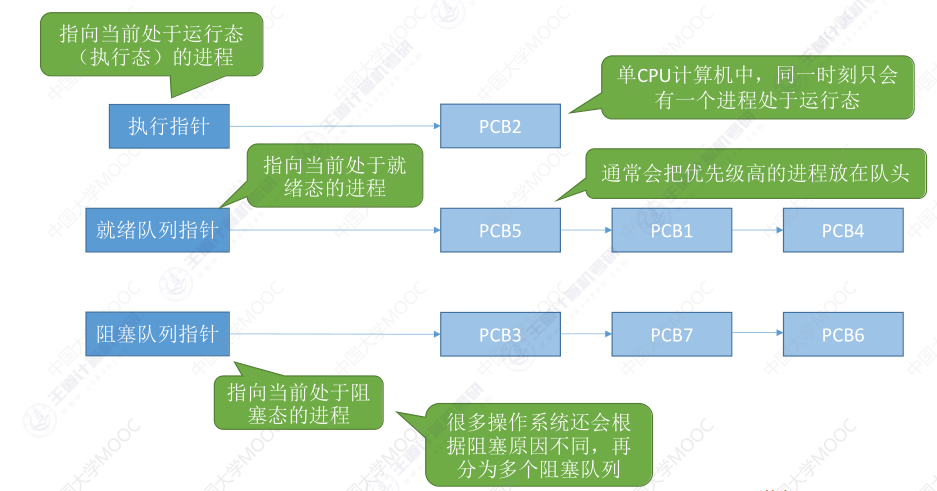 指向当前处于运行态
（执行态）的进程
单CPU计算机中，同一时刻只会
有一个进程处于运行态
执行指针
PCB2
指向当前处于就
绪态的进程
通常会把优先级高的进程放在队头
就绪队列指针
PCB5
PCB1
PCB4
阻塞队列指针
PCB3
PCB7
PCB6
指向当前处于阻
塞态的进程
很多操作系统还会根
据阻塞原因不同，再
分为多个阻塞队列
中国大学MOOC
王道计算机考研